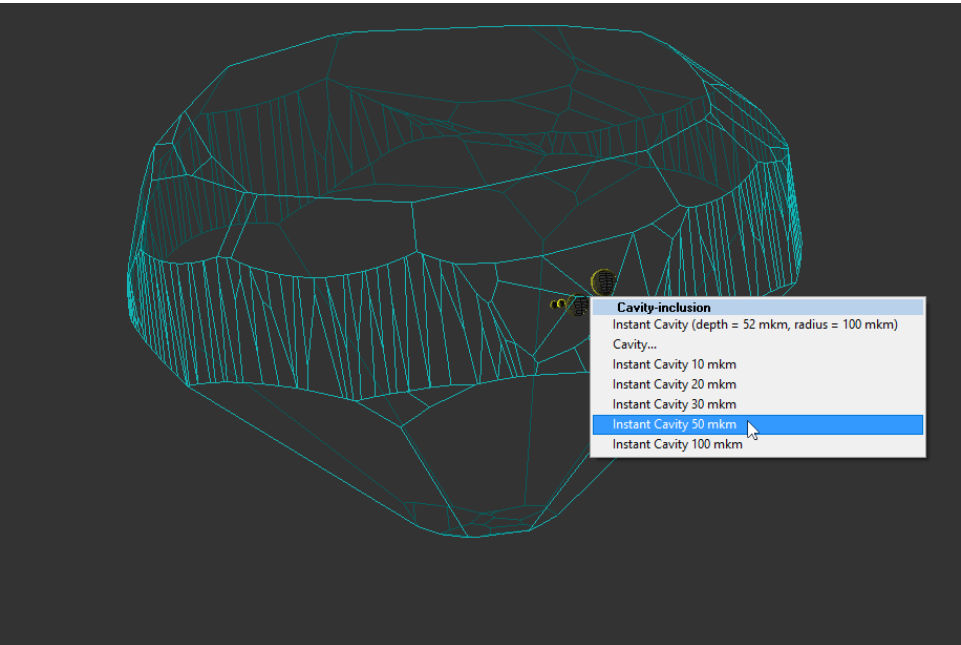 Cavity-inclusion
Instant Cavity (depth = 52 mkm, radius = 100 mkm)
Cavity...
Instant Cavity 10 mkm
Instant Cavity 20 mkm
Instant Cavity 30 mkm
Instant Cavity 50 mkm
Instant Cavity 100 mkm